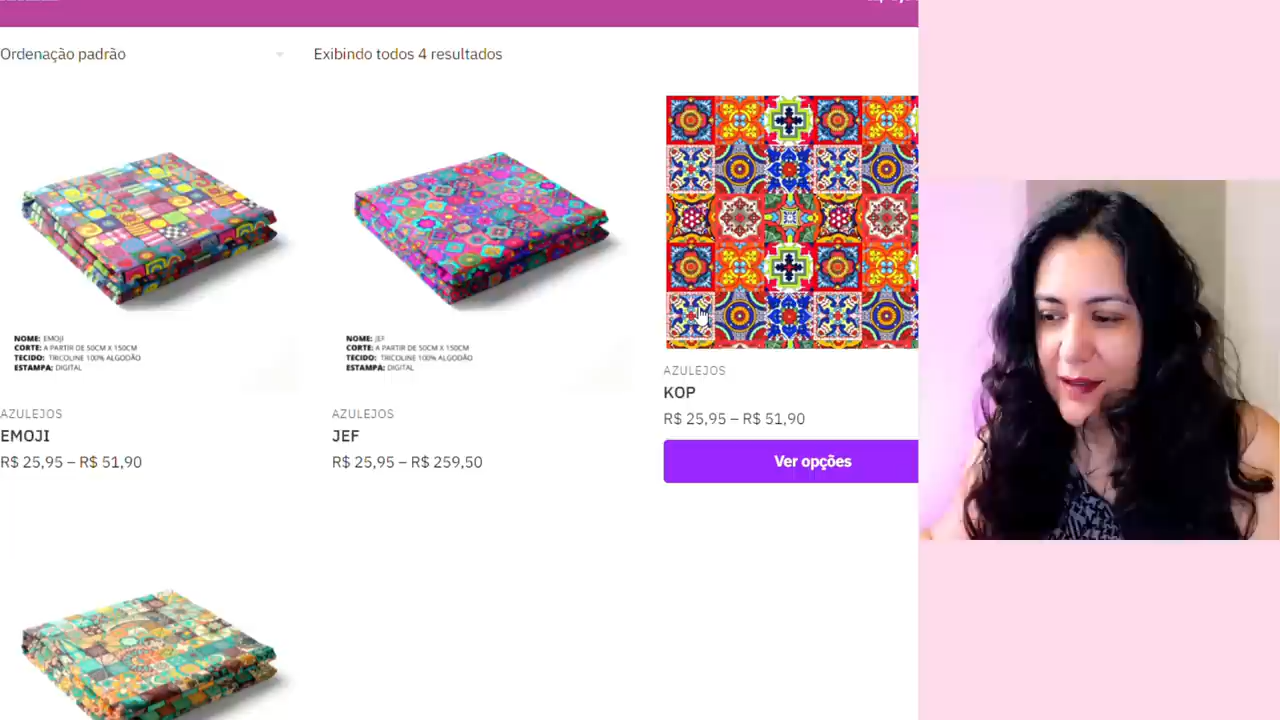 Ordenação padrão
Exibindo todos 4 resultados
NOME: EMOJI
CORTE: A PARTIR DE 50CM X 150CM
TECIDO: TRICOLINE 100% ALGODÃO
ESTAMPA: DIGITAL
AZULEJOS
EMOJI
R$ 25,95 – R$ 51,90
NOME: JEF
CORTE: A PARTIR DE 50CM X 150CM
TECIDO: TRICOLINE 100% ALGODÃO
ESTAMPA: DIGITAL
AZULEJOS
JEF
R$ 25,95 – R$ 259,50
AZULEJOS
KOP
R$ 25,95 – R$ 51,90
Ver opções